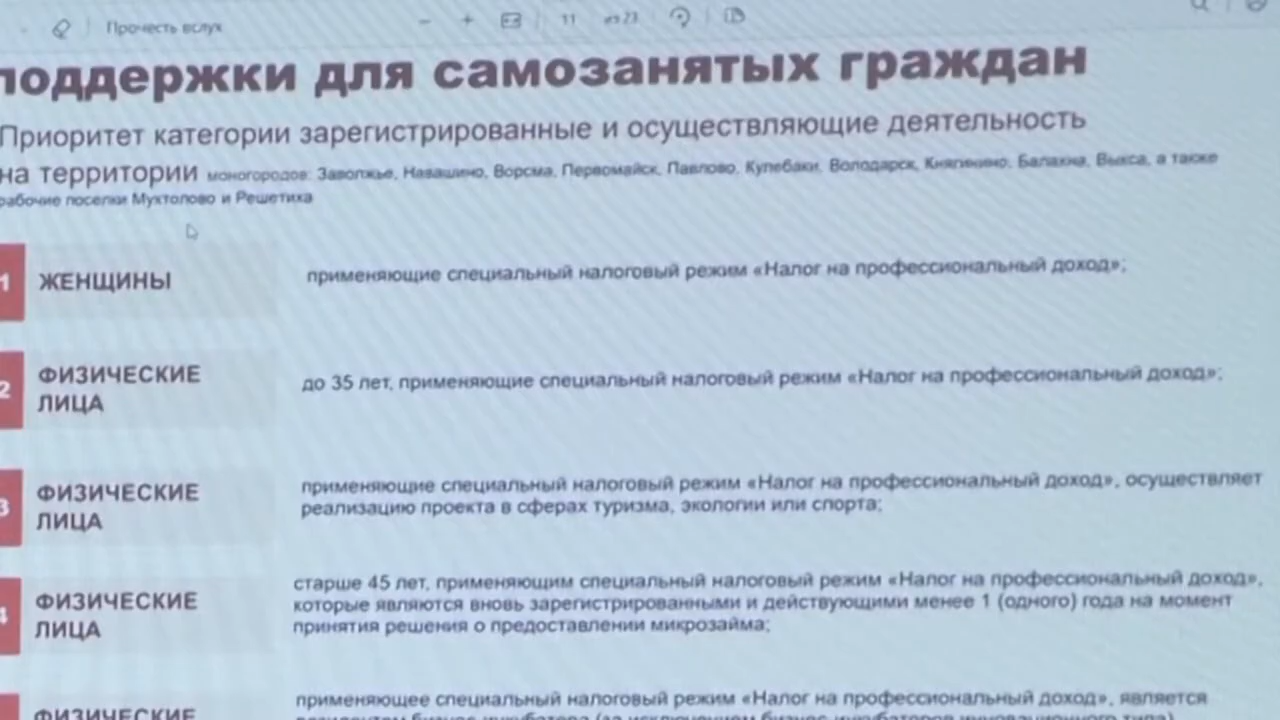 Прочесть вслух
11
из 23
поддержки для самозанятых граждан
Приоритет категории зарегистрированные и осуществляющие деятельность
на территории моногородов: Заволжье, Навашино, Ворсма, Первомайск, Павлово, Кулебаки, Володарск, Княгинино, Балахна, Выкса, а также
рабочие поселки Мухтолово и Решетиха
1
ЖЕНЩИНЫ
применяющие специальный налоговый режим «Налог на профессиональный доход»;
2
ФИЗИЧЕСКИЕ
ЛИЦА
до 35 лет, применяющие специальный налоговый режим «Налог на профессиональный доход»;
3
ФИЗИЧЕСКИЕ
ЛИЦА
применяющие специальный налоговый режим «Налог на профессиональный доход», осуществляет
реализацию проекта в сферах туризма, экологии или спорта;
4
ФИЗИЧЕСКИЕ
ЛИЦА
старше 45 лет, применяющим специальный налоговый режим «Налог на профессиональный доход»,
которые являются вновь зарегистрированными и действующими менее 1 (одного) года на момент
принятия решения о предоставлении микрозайма;
ФИЗИЧЕСКИЕ
применяющее специальный налоговый режим «Налог на профессиональный доход», является